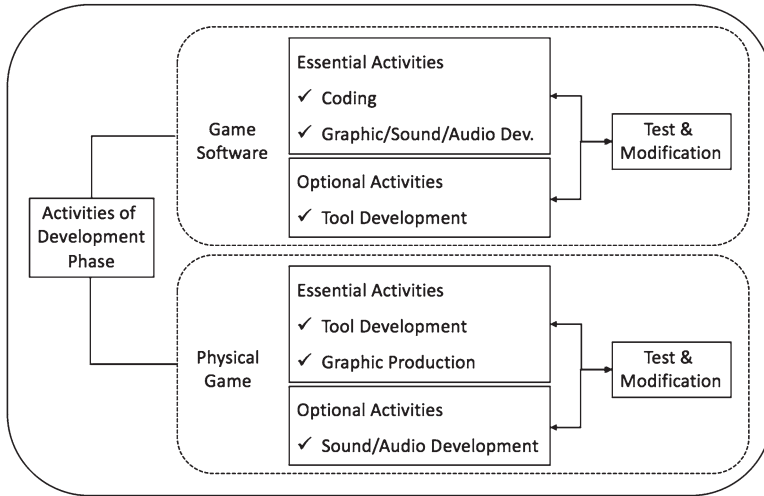 Activities of
Development
Phase
Game
Software
Essential Activities
✓ Coding
✓ Graphic/Sound/Audio Dev.
Optional Activities
✓ Tool Development
Test &
Modification
Physical
Game
Essential Activities
✓ Tool Development
✓ Graphic Production
Optional Activities
✓ Sound/Audio Development
Test &
Modification